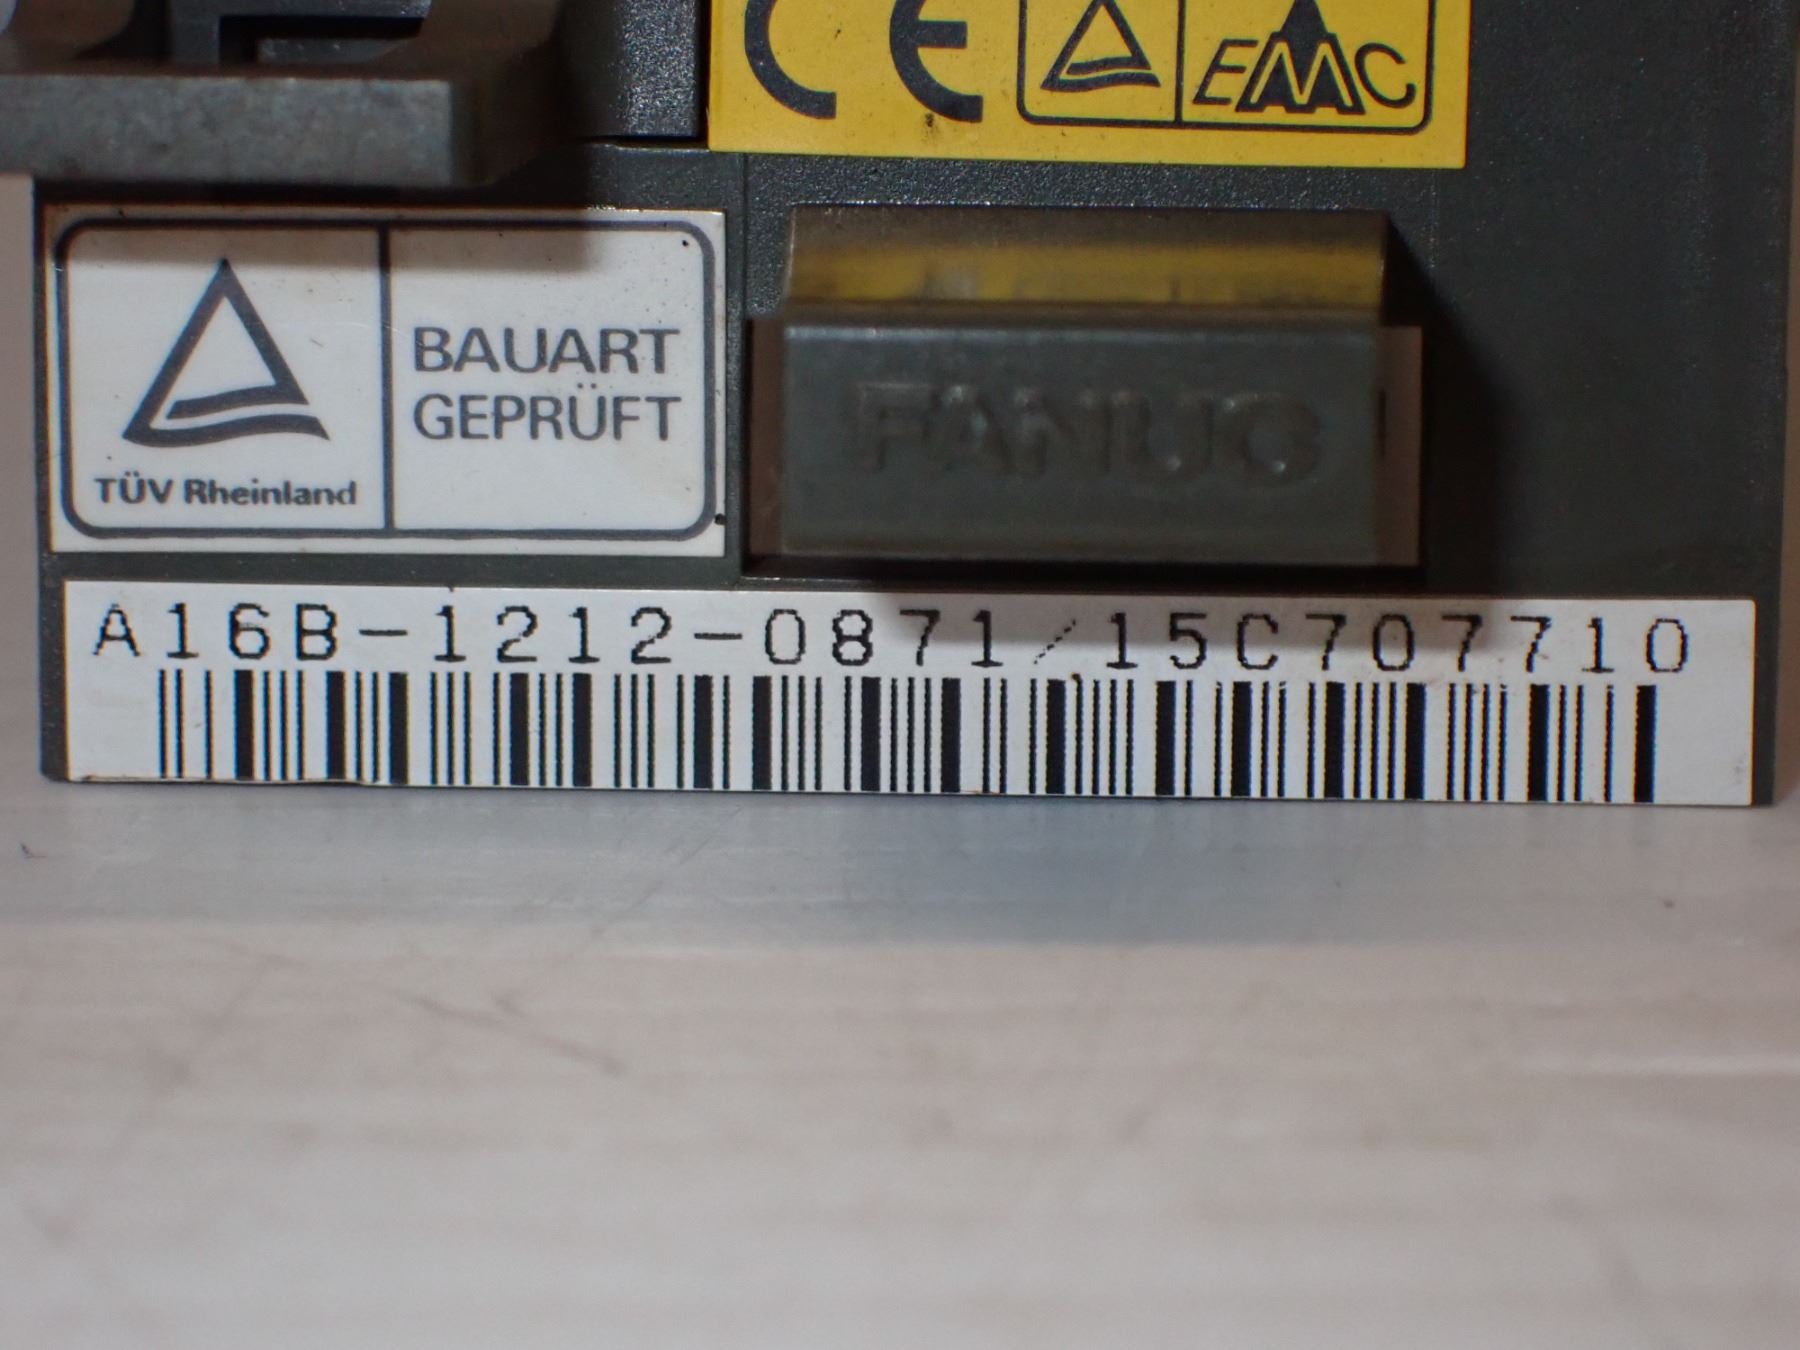 CE
EMC
BAUART
GEPRÜFT
TÜV Rheinland
FANUC
A16B-1212-0871/15C707710